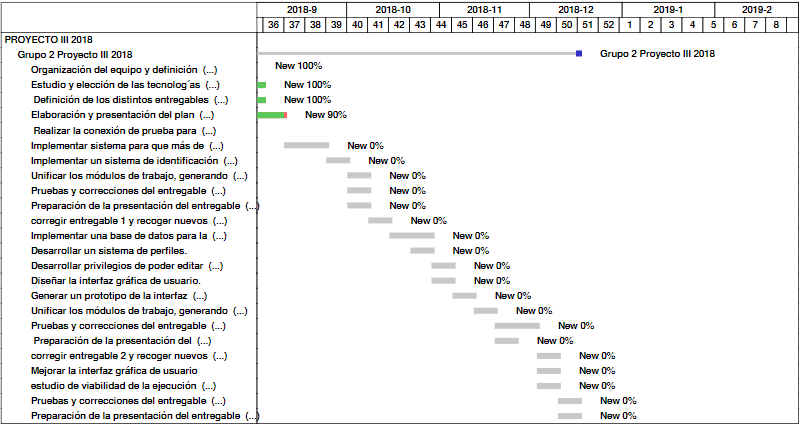 2018-9 2018-10 2018-11 2018-12 2019-1 2019-2
36 37 38 39 40 41 42 43 44 45 46 47 48 49 50 51 52 1 2 3 4 5 6 7 8
PROYECTO III 2018
Grupo 2 Proyecto III 2018 Grupo 2 Proyecto III 2018
Organización del equipo y definición (...) New 100%
Estudio y elección de las tecnolog´as (...) New 100%
Definición de los distintos entregables (...) New 100%
Elaboración y presentación del plan (...) New 90%
Realizar la conexión de prueba para (...)
Implementar sistema para que más de (...) New 0%
Implementar un sistema de identificación (...) New 0%
Unificar los módulos de trabajo, generando (...) New 0%
Pruebas y correcciones del entregable (...) New 0%
Preparación de la presentación del entregable (...) New 0%
corregir entregable 1 y recoger nuevos (...) New 0%
Implementar una base de datos para la (...) New 0%
Desarrollar un sistema de perfiles. New 0%
Desarrollar privilegios de poder editar (...) New 0%
Diseñar la interfaz gráfica de usuario. New 0%
Generar un prototipo de la interfaz (...) New 0%
Unificar los módulos de trabajo, generando (...) New 0%
Pruebas y correcciones del entregable (...) New 0%
Preparación de la presentación del (...) New 0%
corregir entregable 2 y recoger nuevos (...) New 0%
Mejorar la interfaz gráfica de usuario New 0%
estudio de viabilidad de la ejecución (...) New 0%
Pruebas y correcciones del entregable (...) New 0%
Preparación de la presentación del entregable (...) New 0%